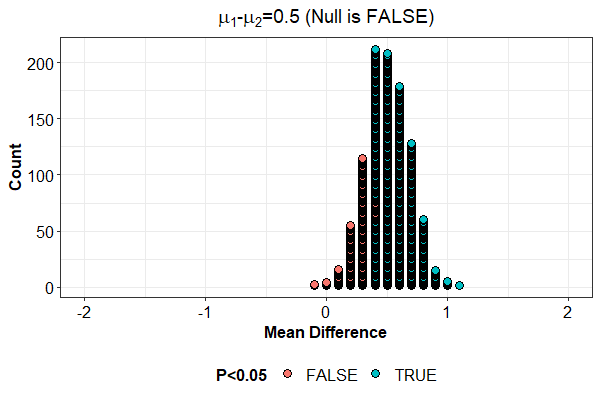 μ1-μ2=0.5 (Null is FALSE)
200
150
100
50
0
Count
-2 -1 0 1 2
Mean Difference
P<0.05 FALSE TRUE